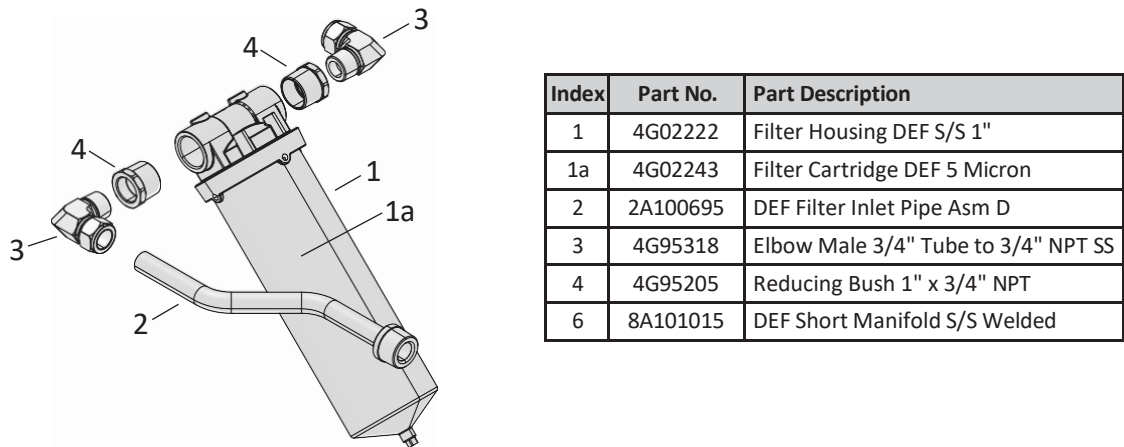 3
4
4
1
1a
3
2
Index Part No. Part Description
1 4G02222 Filter Housing DEF S/S 1"
1a 4G02243 Filter Cartridge DEF 5 Micron
2 2A100695 DEF Filter Inlet Pipe Asm D
3 4G95318 Elbow Male 3/4" Tube to 3/4" NPT SS
4 4G95205 Reducing Bush 1" x 3/4" NPT
6 8A101015 DEF Short Manifold S/S Welded